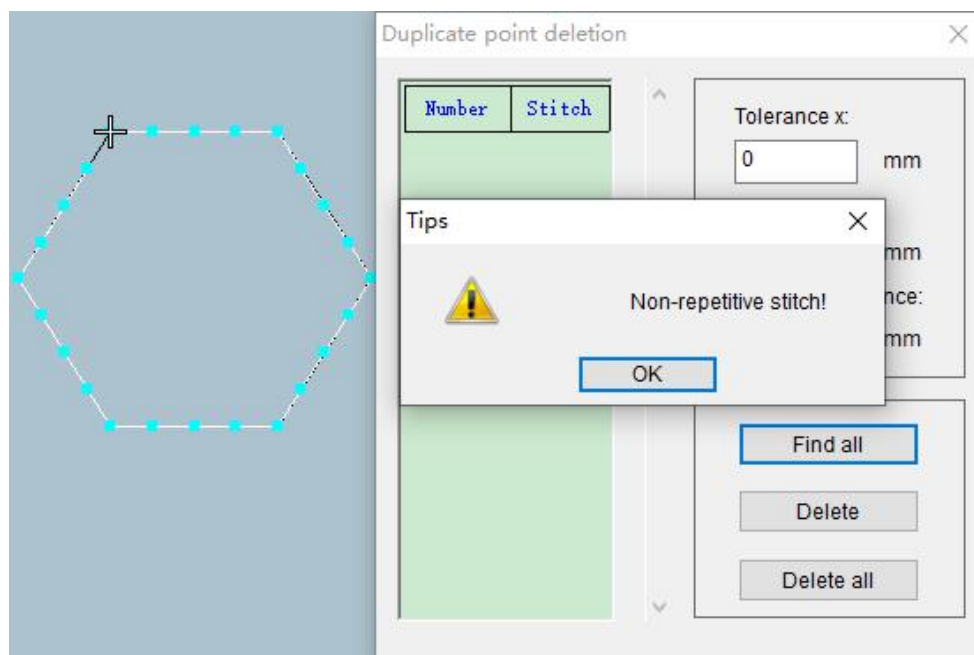 Duplicate point deletion
Number Stitch
Tolerance x:
0 mm
Tips
mm
Non-repetitive stitch!
nce:
mm
OK
Find all
Delete
Delete all